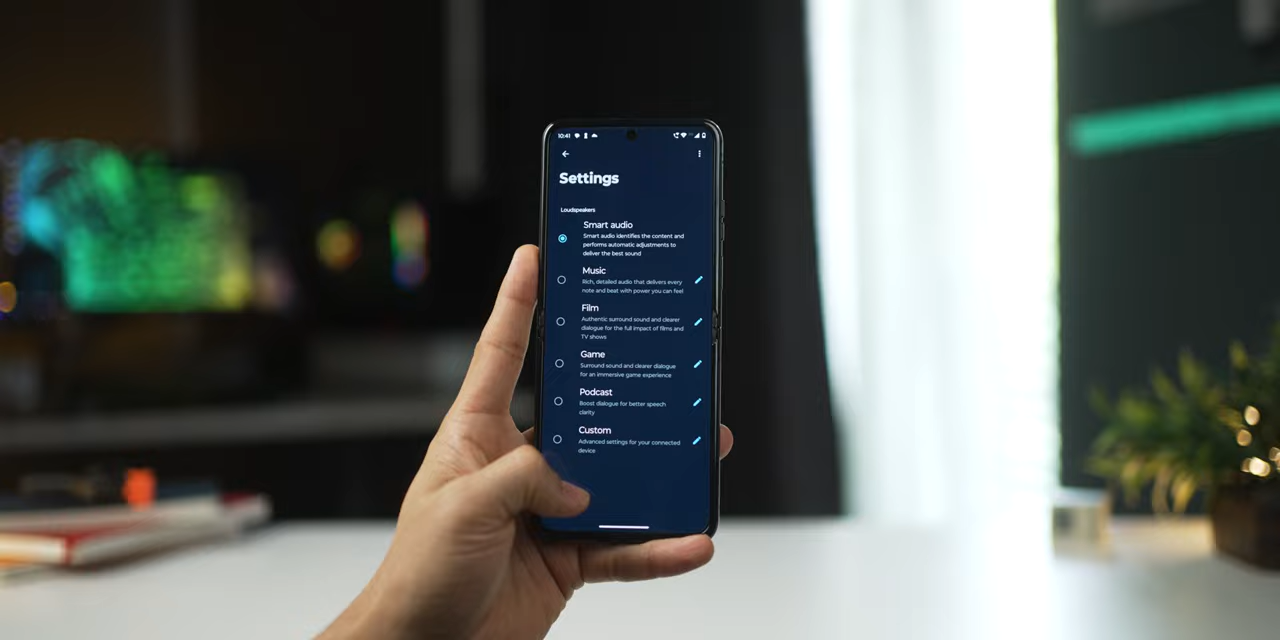 10:41
Settings
Loudspeakers
Smart audio
Smart audio identifies the content and
performs automatic adjustments to
deliver the best sound
Music
Rich, detailed audio that delivers every
note and beat with power you can feel
Film
Authentic surround sound and clearer
dialogue for the full impact of films and
TV shows
Game
Surround sound and clearer dialogue
for an immersive game experience
Podcast
Boost dialogue for better speech
clarity
Custom
Advanced settings for your connected
device